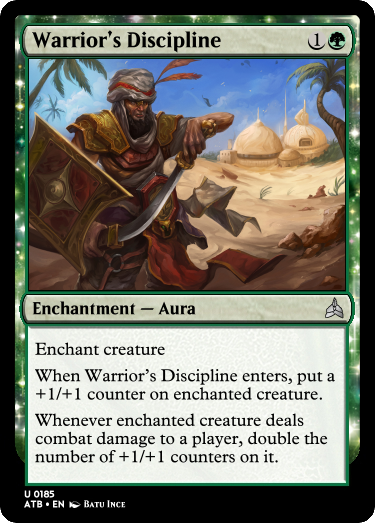 Warrior's Discipline 1
Enchantment — Aura
Enchant creature
When Warrior's Discipline enters, put a
+1/+1 counter on enchanted creature.
Whenever enchanted creature deals
combat damage to a player, double the
number of +1/+1 counters on it.
U 0185
ATB • EN Batu Ince